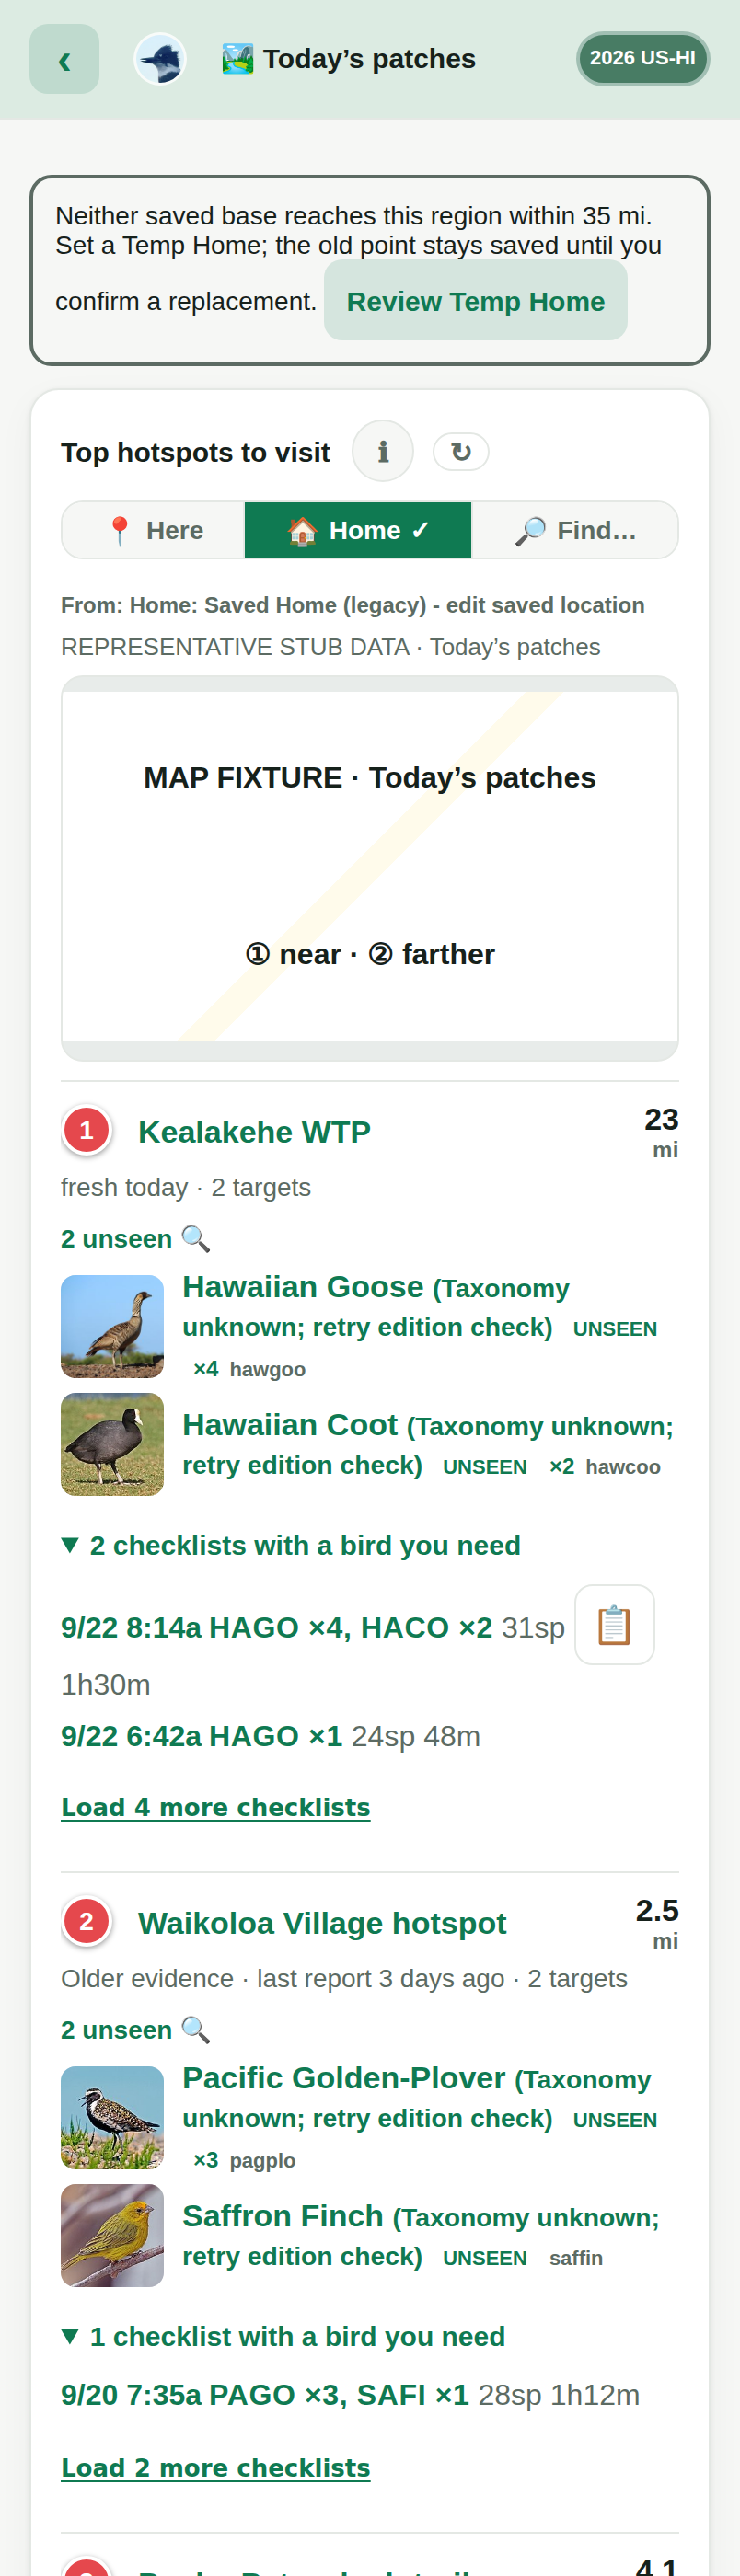 ‹ 🏞️ Today’s patches 2026 US-HI
Neither saved base reaches this region within 35 mi.
Set a Temp Home; the old point stays saved until you
confirm a replacement. Review Temp Home
Top hotspots to visit ℹ ↻
📍 Here 🏠 Home ✓ 🔎 Find…
From: Home: Saved Home (legacy) - edit saved location
REPRESENTATIVE STUB DATA · Today’s patches
MAP FIXTURE · Today’s patches
① near · ② farther
1 Kealakehe WTP 23
mi
fresh today · 2 targets
2 unseen 🔍
Hawaiian Goose (Taxonomy
unknown; retry edition check) UNSEEN
×4 hawgoo
Hawaiian Coot (Taxonomy unknown;
retry edition check) UNSEEN ×2 hawcoo
▼ 2 checklists with a bird you need
9/22 8:14a HAGO ×4, HACO ×2 31sp 📋
1h30m
9/22 6:42a HAGO ×1 24sp 48m
Load 4 more checklists
2 Waikoloa Village hotspot 2.5
mi
Older evidence · last report 3 days ago · 2 targets
2 unseen 🔍
Pacific Golden-Plover (Taxonomy
unknown; retry edition check) UNSEEN
×3 pagplo
Saffron Finch (Taxonomy unknown;
retry edition check) UNSEEN saffin
▼ 1 checklist with a bird you need
9/20 7:35a PAGO ×3, SAFI ×1 28sp 1h12m
Load 2 more checklists
4.1